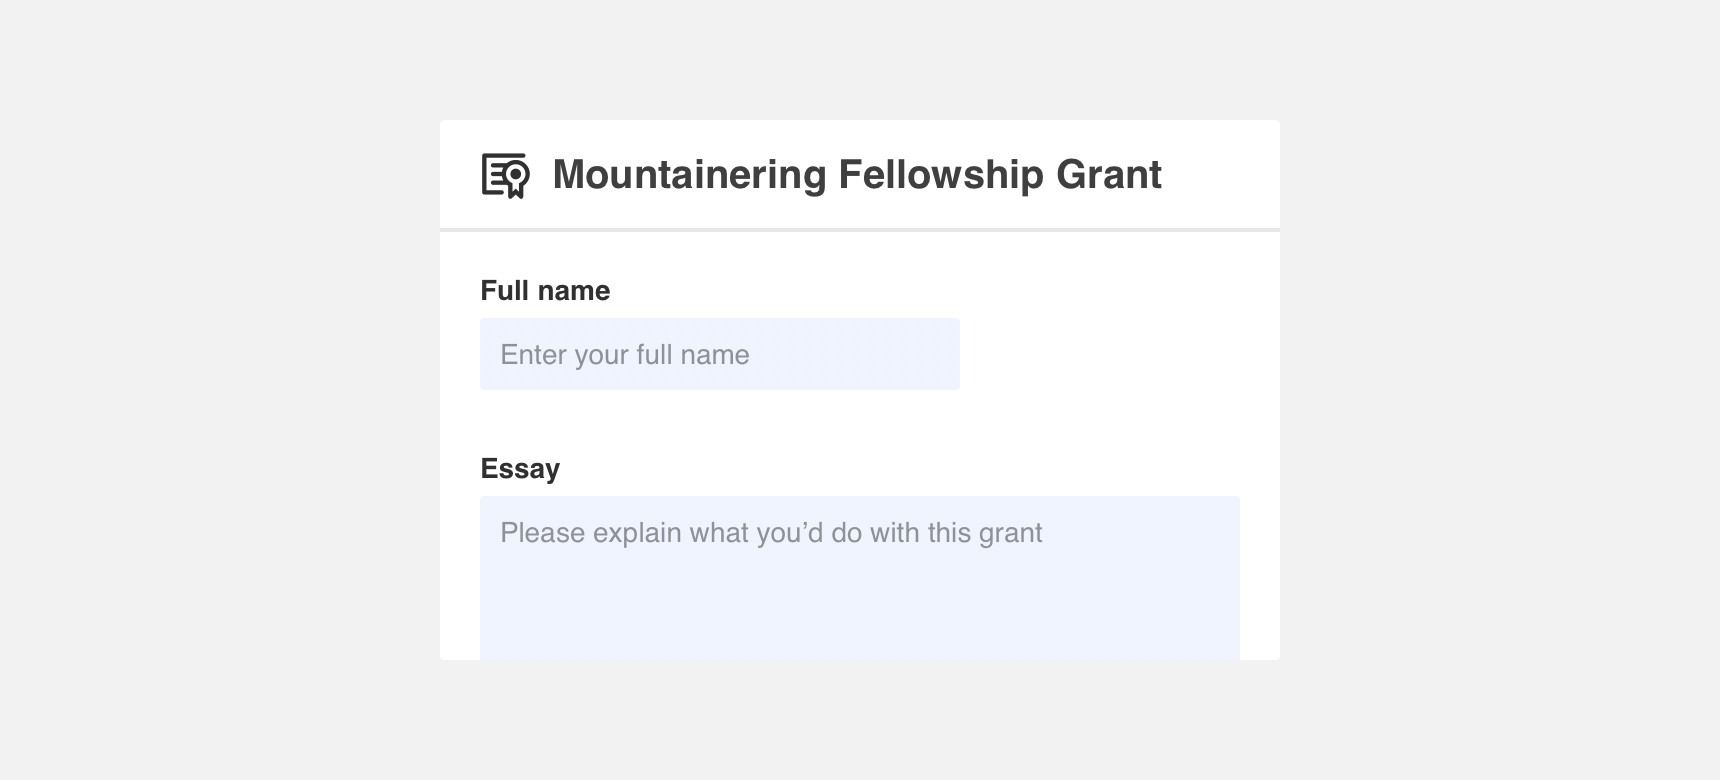 Mountainering Fellowship Grant
Full name
Enter your full name
Essay
Please explain what you’d do with this grant